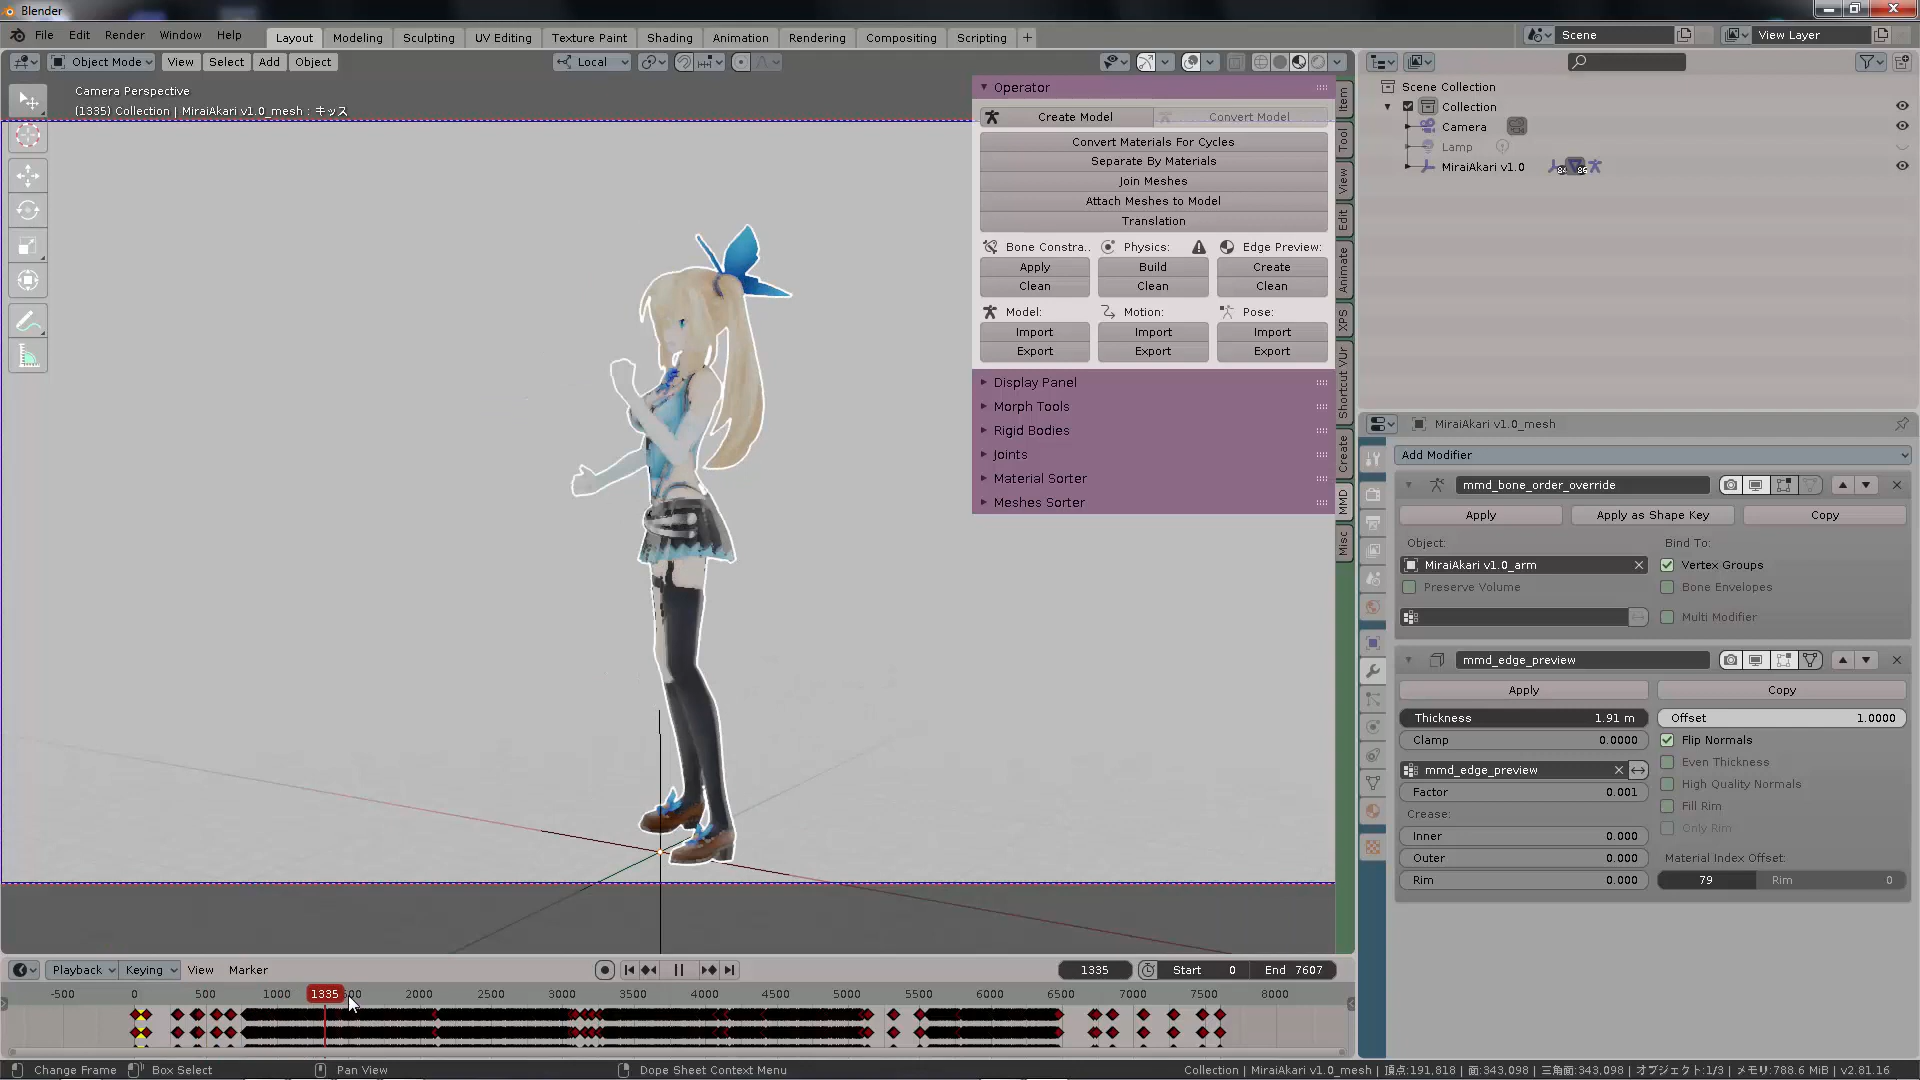 Blender
File Edit Render Window Help Layout Modeling Sculpting UV Editing Texture Paint Shading Animation Rendering Compositing Scripting + Scene View Layer
Object Mode View Select Add Object Local
Camera Perspective
(1335) Collection | MiraiAkari v1.0_mesh : キッス
Operator
Create Model Convert Model
Convert Materials For Cycles
Separate By Materials
Join Meshes
Attach Meshes to Model
Translation
Bone Constra.. Physics: Edge Preview:
Apply Build Create
Clean Clean Clean
Model: Motion: Pose:
Import Import Import
Export Export Export
Display Panel
Morph Tools
Rigid Bodies
Joints
Material Sorter
Meshes Sorter
Item
Tool
View
Edit
Animate
XPS
Shortcut VUr
Create
MMD
Misc
Scene Collection
Collection
Camera
Lamp
MiraiAkari v1.0 84 86
MiraiAkari v1.0_mesh
Add Modifier
mmd_bone_order_override
Apply Apply as Shape Key Copy
Object: Bind To:
MiraiAkari v1.0_arm Vertex Groups
Preserve Volume Bone Envelopes
Multi Modifier
mmd_edge_preview
Apply Copy
Thickness 1.91 m Offset 1.0000
Clamp 0.0000 Flip Normals
Even Thickness
mmd_edge_preview High Quality Normals
Factor 0.001 Fill Rim
Crease: Only Rim
Inner 0.000
Outer 0.000 Material Index Offset:
Rim 0.000 79 Rim 0
Playback Keying View Marker 1335 Start 0 End 7607
-500 0 500 1000 1335 2000 2500 3000 3500 4000 4500 5000 5500 6000 6500 7000 7500 8000
Change Frame Box Select Pan View Dope Sheet Context Menu Collection | MiraiAkari v1.0_mesh | 頂点:191,818 | 面:343,098 | 三角面:343,098 | オブジェクト:1/3 | メモリ:788.6 MiB | v2.81.16